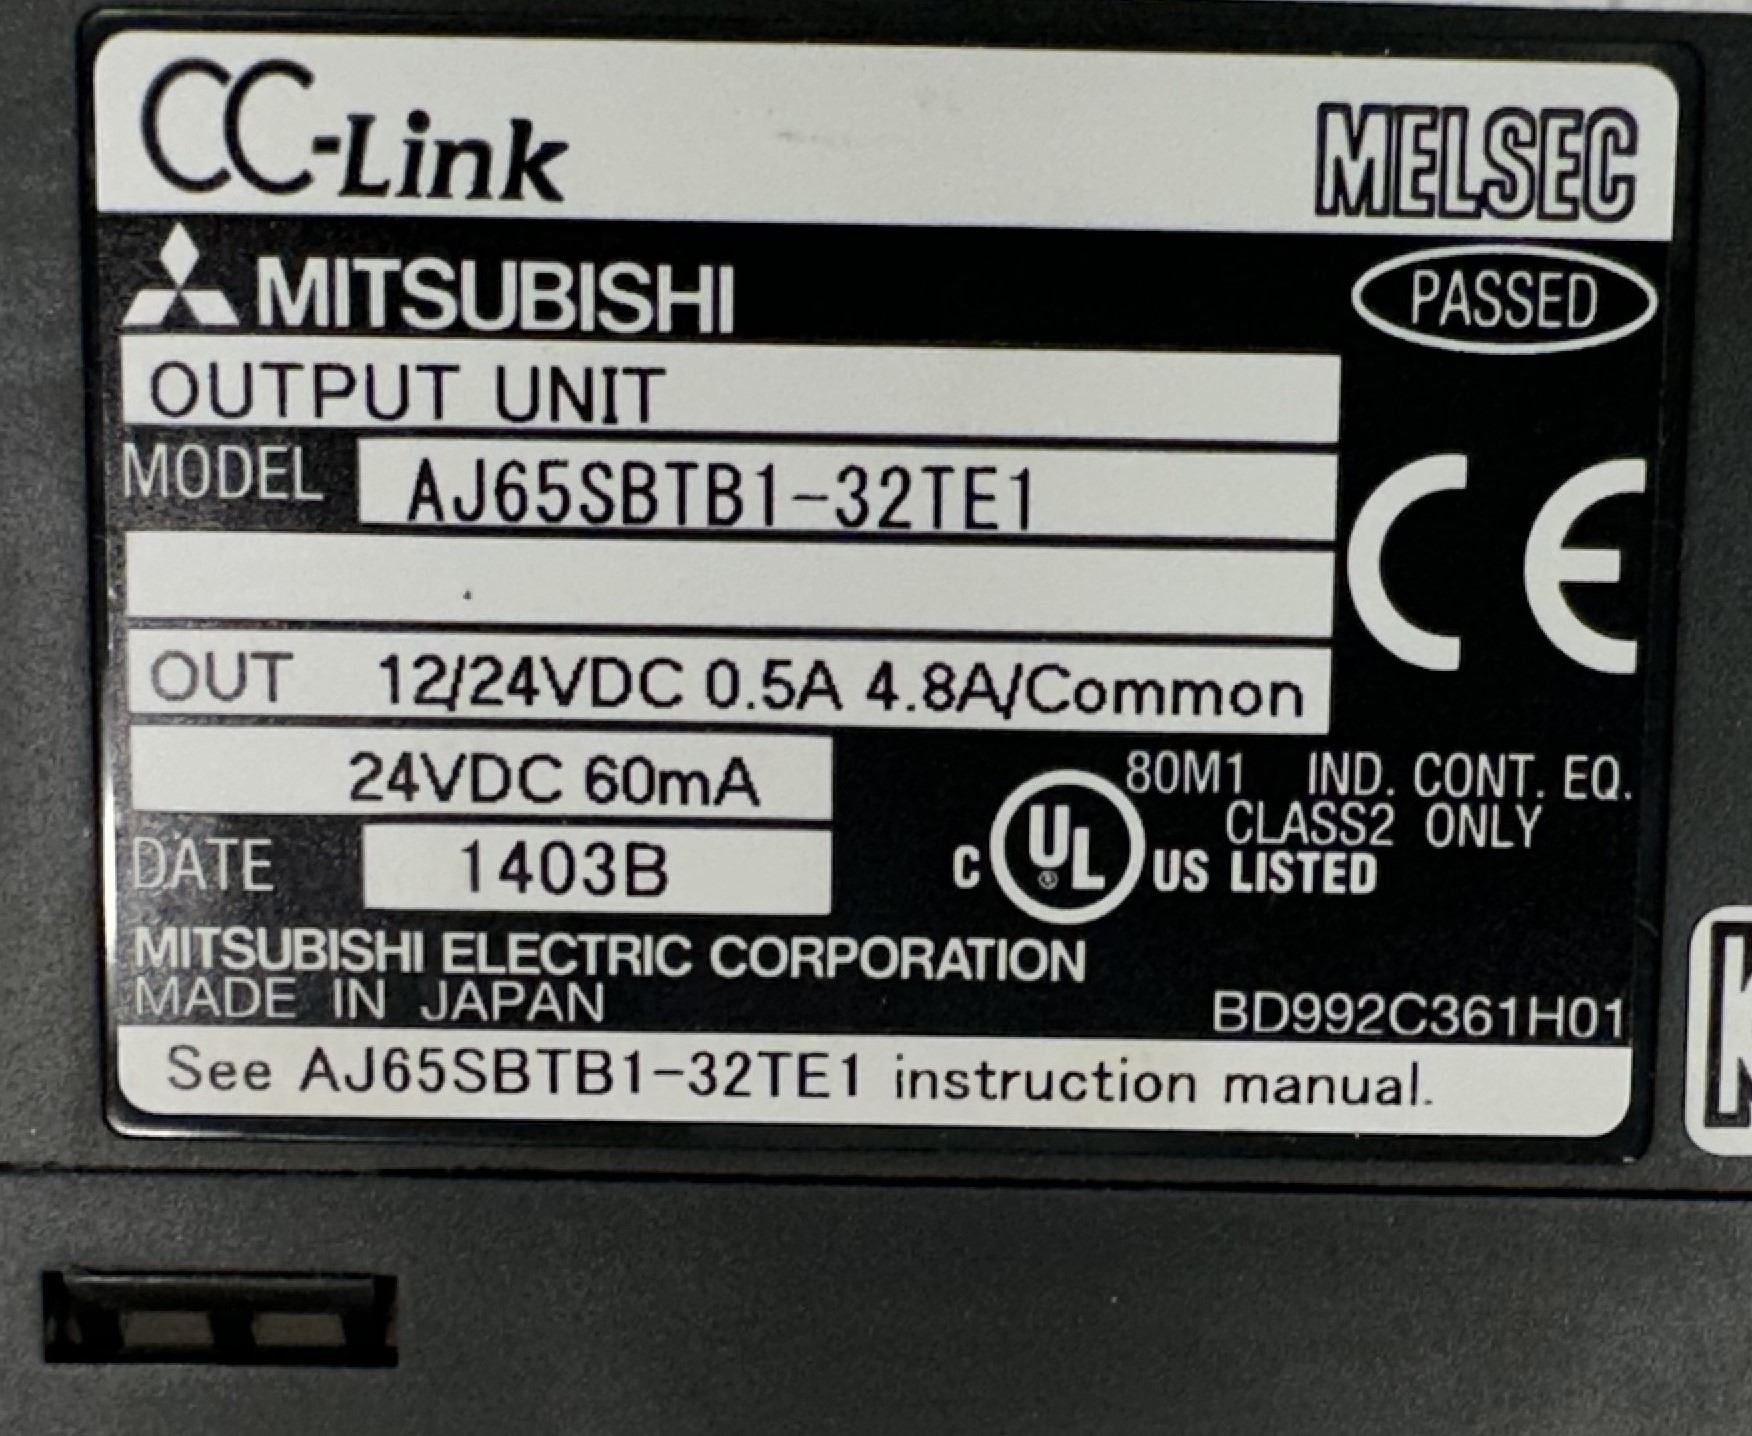 CC-Link MELSEC
MITSUBISHI PASSED
OUTPUT UNIT
MODEL AJ65SBTB1-32TE1
CE
OUT 12/24VDC 0.5A 4.8A/Common
24VDC 60mA
80M1 IND. CONT. EQ.
CLASS2 ONLY
C UL US LISTED
DATE 1403B
MITSUBISHI ELECTRIC CORPORATION
MADE IN JAPAN
BD992C361H01
See AJ65SBTB1-32TE1 instruction manual.